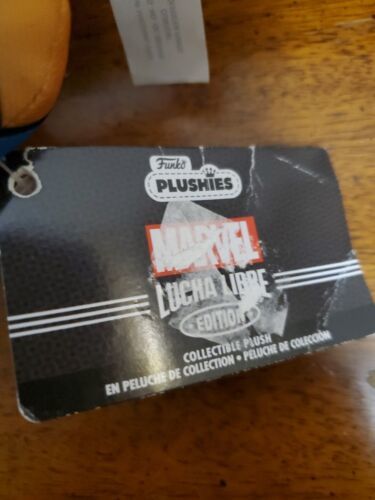 Funko
PLUSHIES
MARVEL
LUCHA LIBRE
EDITION
COLLECTIBLE PLUSH
EN PELUCHE DE COLLECTION • PELUCHE DE COLECCIÓN